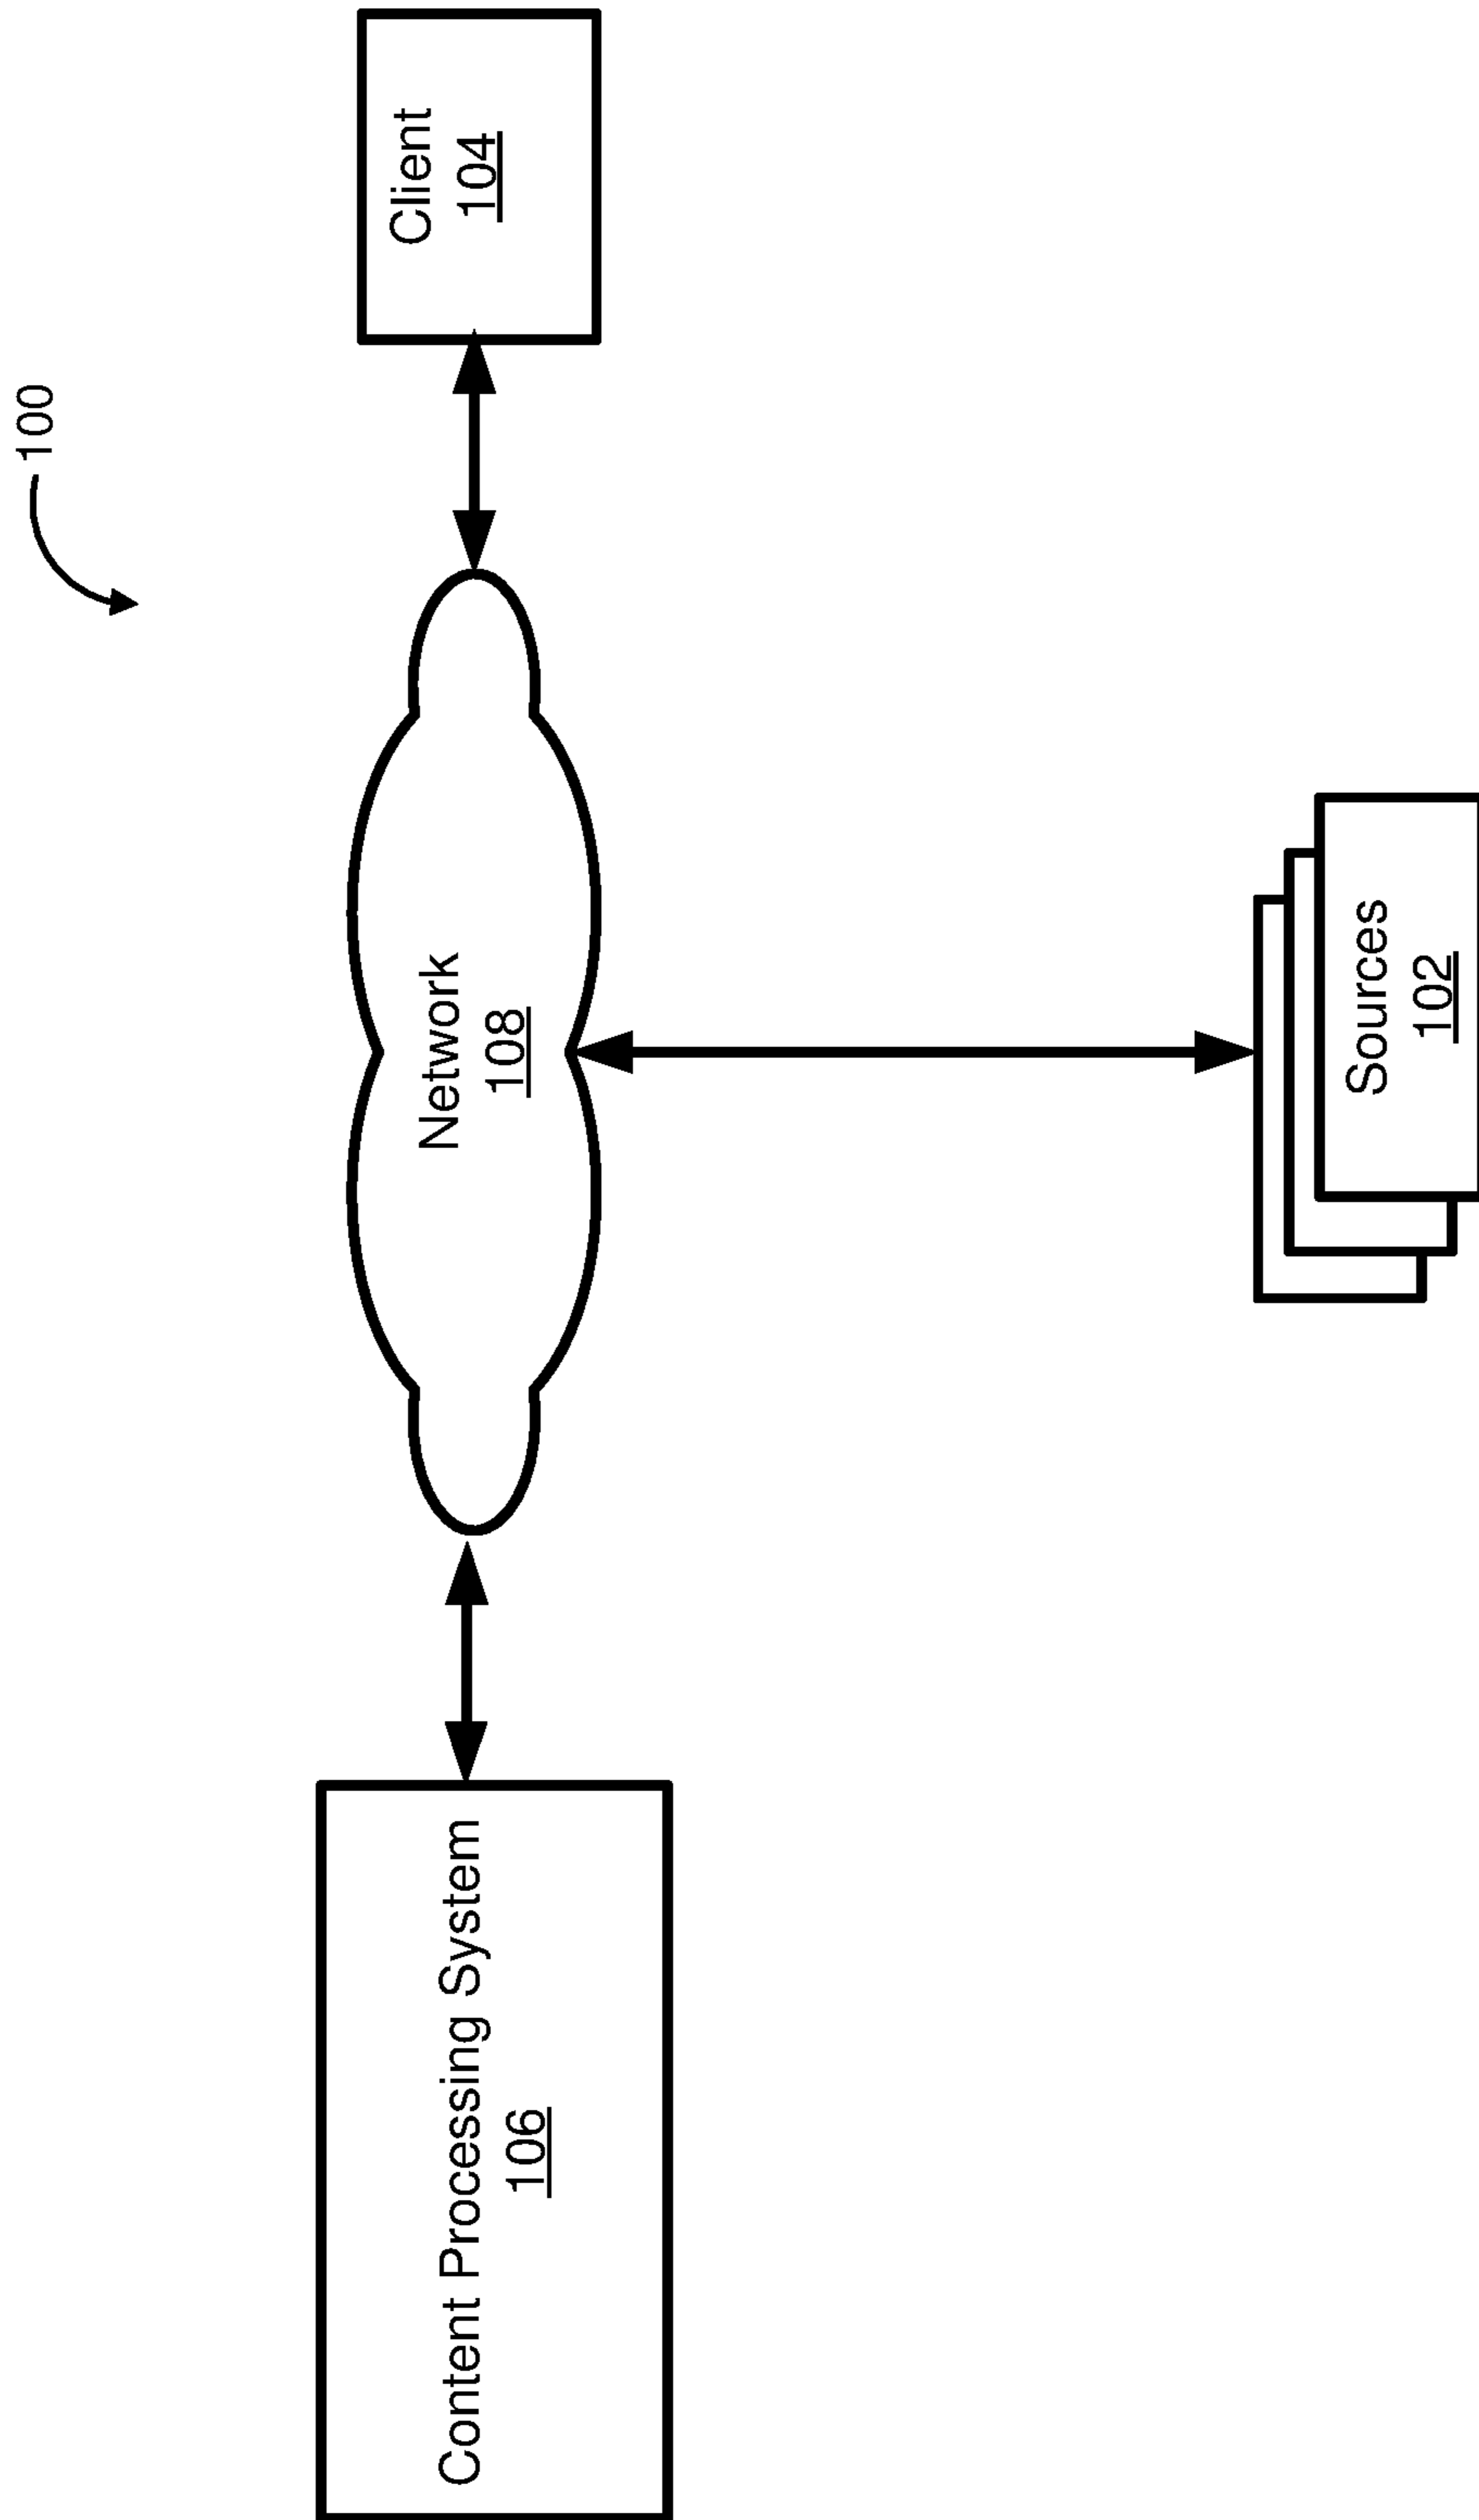 100
Content Processing System
106
Network
108
Client
104
Sources
102